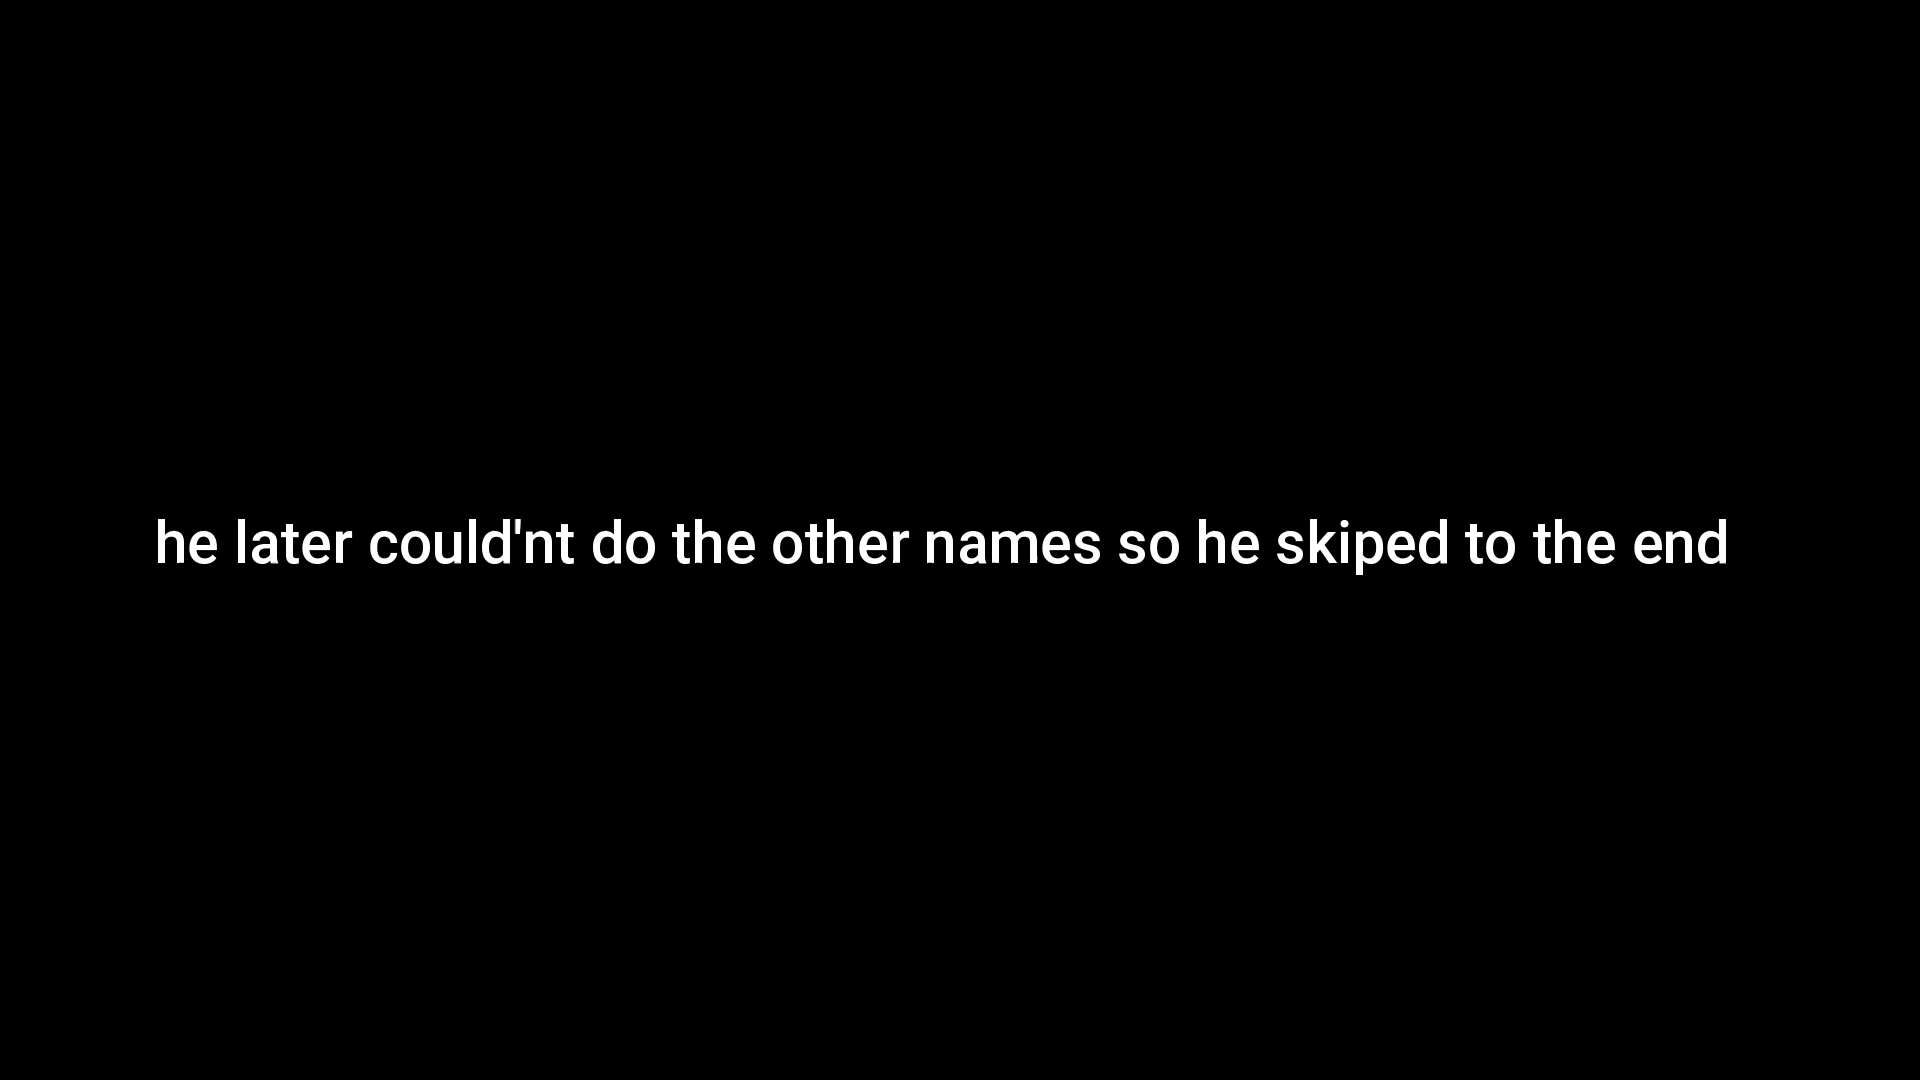 he later could'nt do the other names so he skiped to the end